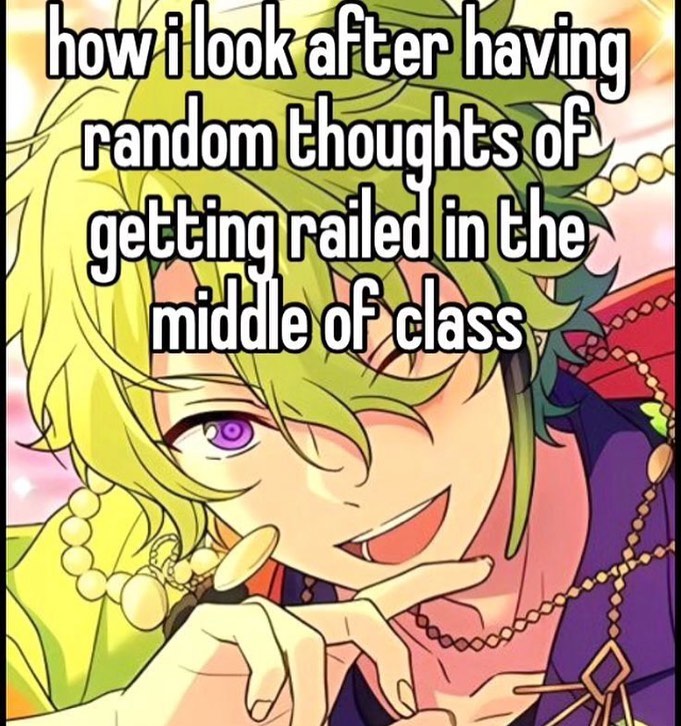 how i look after having
random thoughts of
getting railed in the
middle of class